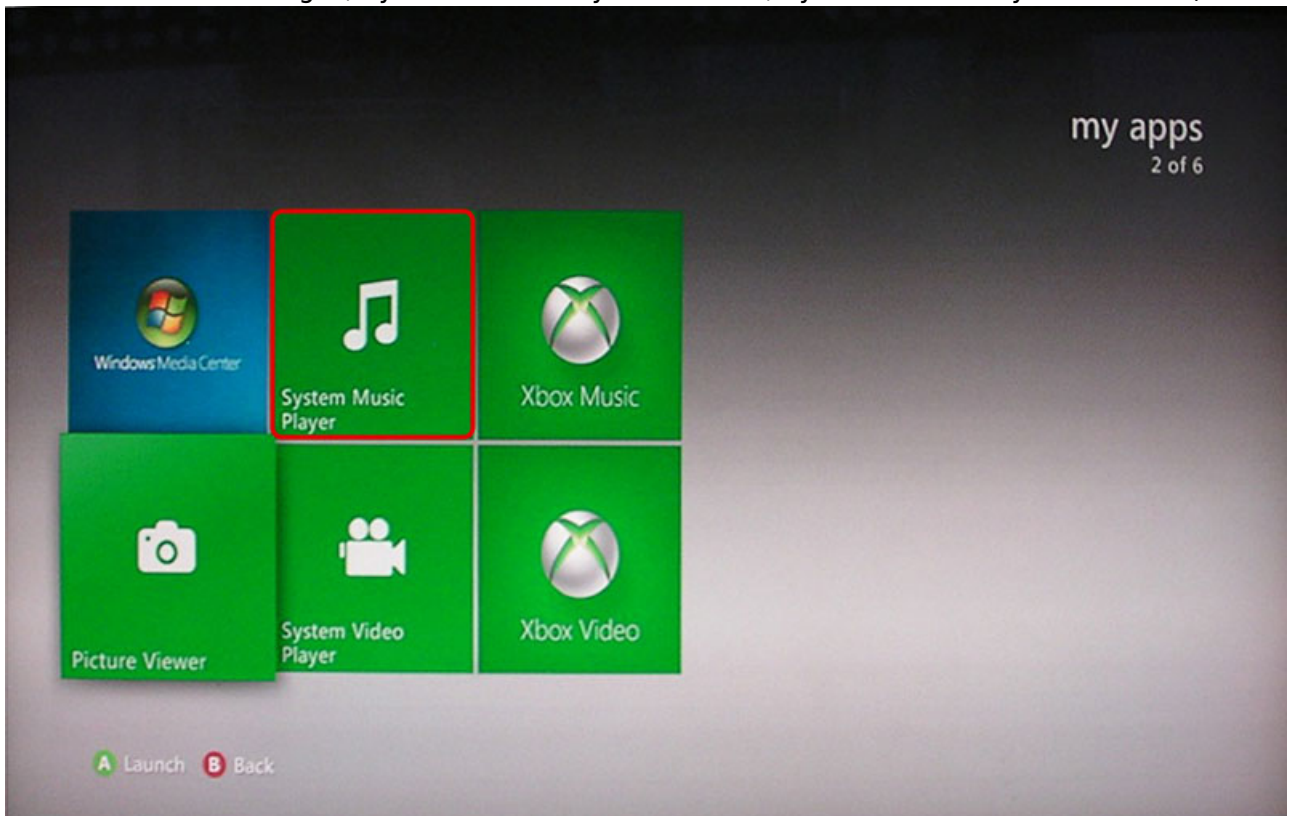 my apps
2 of 6
Windows Media Center
System Music
Player
Xbox Music
Picture Viewer
System Video
Player
Xbox Video
A Launch B Back